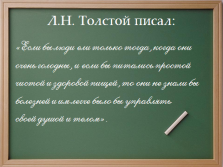 Л.Н. Толстой писал:
«Если бы люди ели только тогда, когда они
очень голодны, и если бы питались простой
чистой и здоровой пищей, то они не знали бы
болезней и им легче было бы управлять
своей душой и телом».